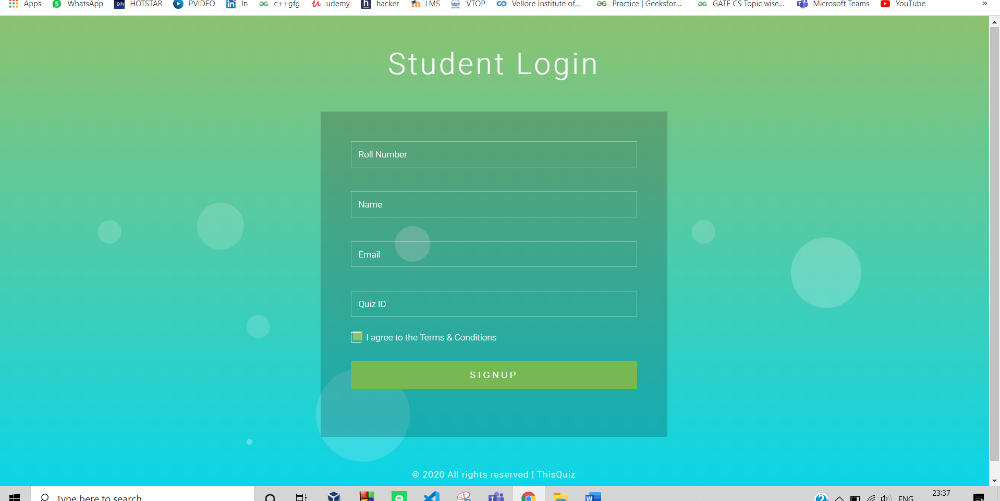 Apps WhatsApp HOTSTAR PVIDEO In c++gfg udemy hacker LMS VTOP Vellore Institute of... Practice | Geeksfor... GATE CS Topic wise... Microsoft Teams YouTube »
Student Login
Roll Number
Name
Email
Quiz ID
I agree to the Terms & Conditions
SIGNUP
© 2020 All rights reserved | ThisQuiz
Type here to search ENG 23:37